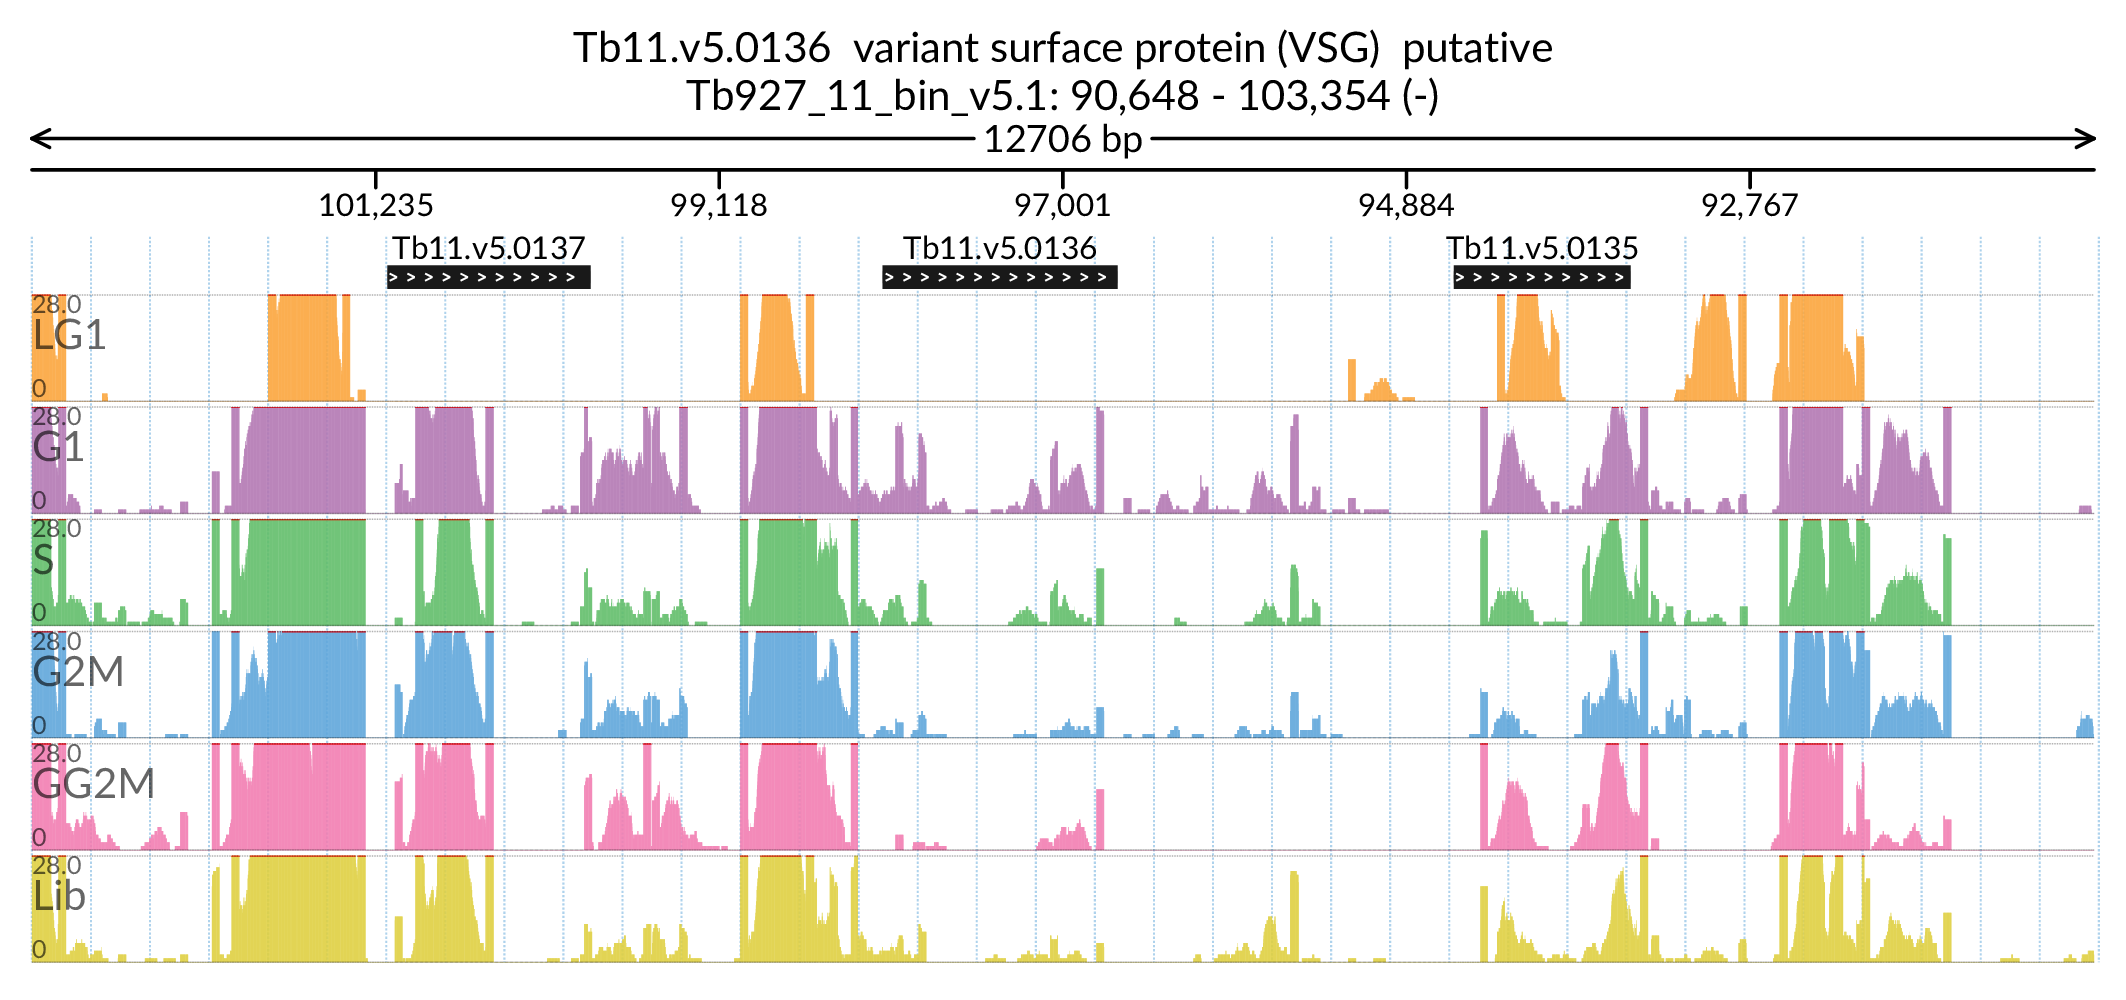 Tb11.v5.0136  variant surface protein (VSG)  putative
Tb927_11_bin_v5.1: 90,648 - 103,354 (-)
12706 bp
101,235 99,118 97,001 94,884 92,767
Tb11.v5.0137 Tb11.v5.0136 Tb11.v5.0135
28.0
LG1
0
28.0
G1
0
28.0
S
0
28.0
G2M
0
28.0
GG2M
0
28.0
Lib
0